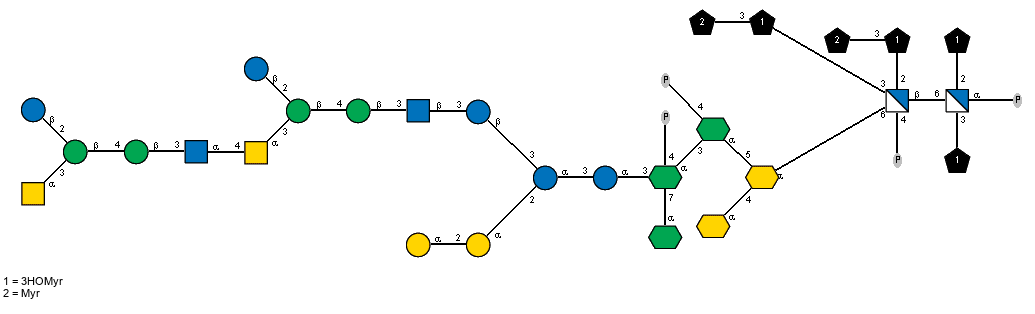 2 3 1
2 3 1 1
P 2 2
β 2 4 3 β 6 α P
β 2 P 6 4 3
β 4 β 3 β 3 4 α P 1
β 2 3 β 3 5
β 4 β 3 α 4 α 3 α 3 α 3 α α
α 3 2 7 4 α
α 2 α α
1 = 3HOMyr
2 = Myr